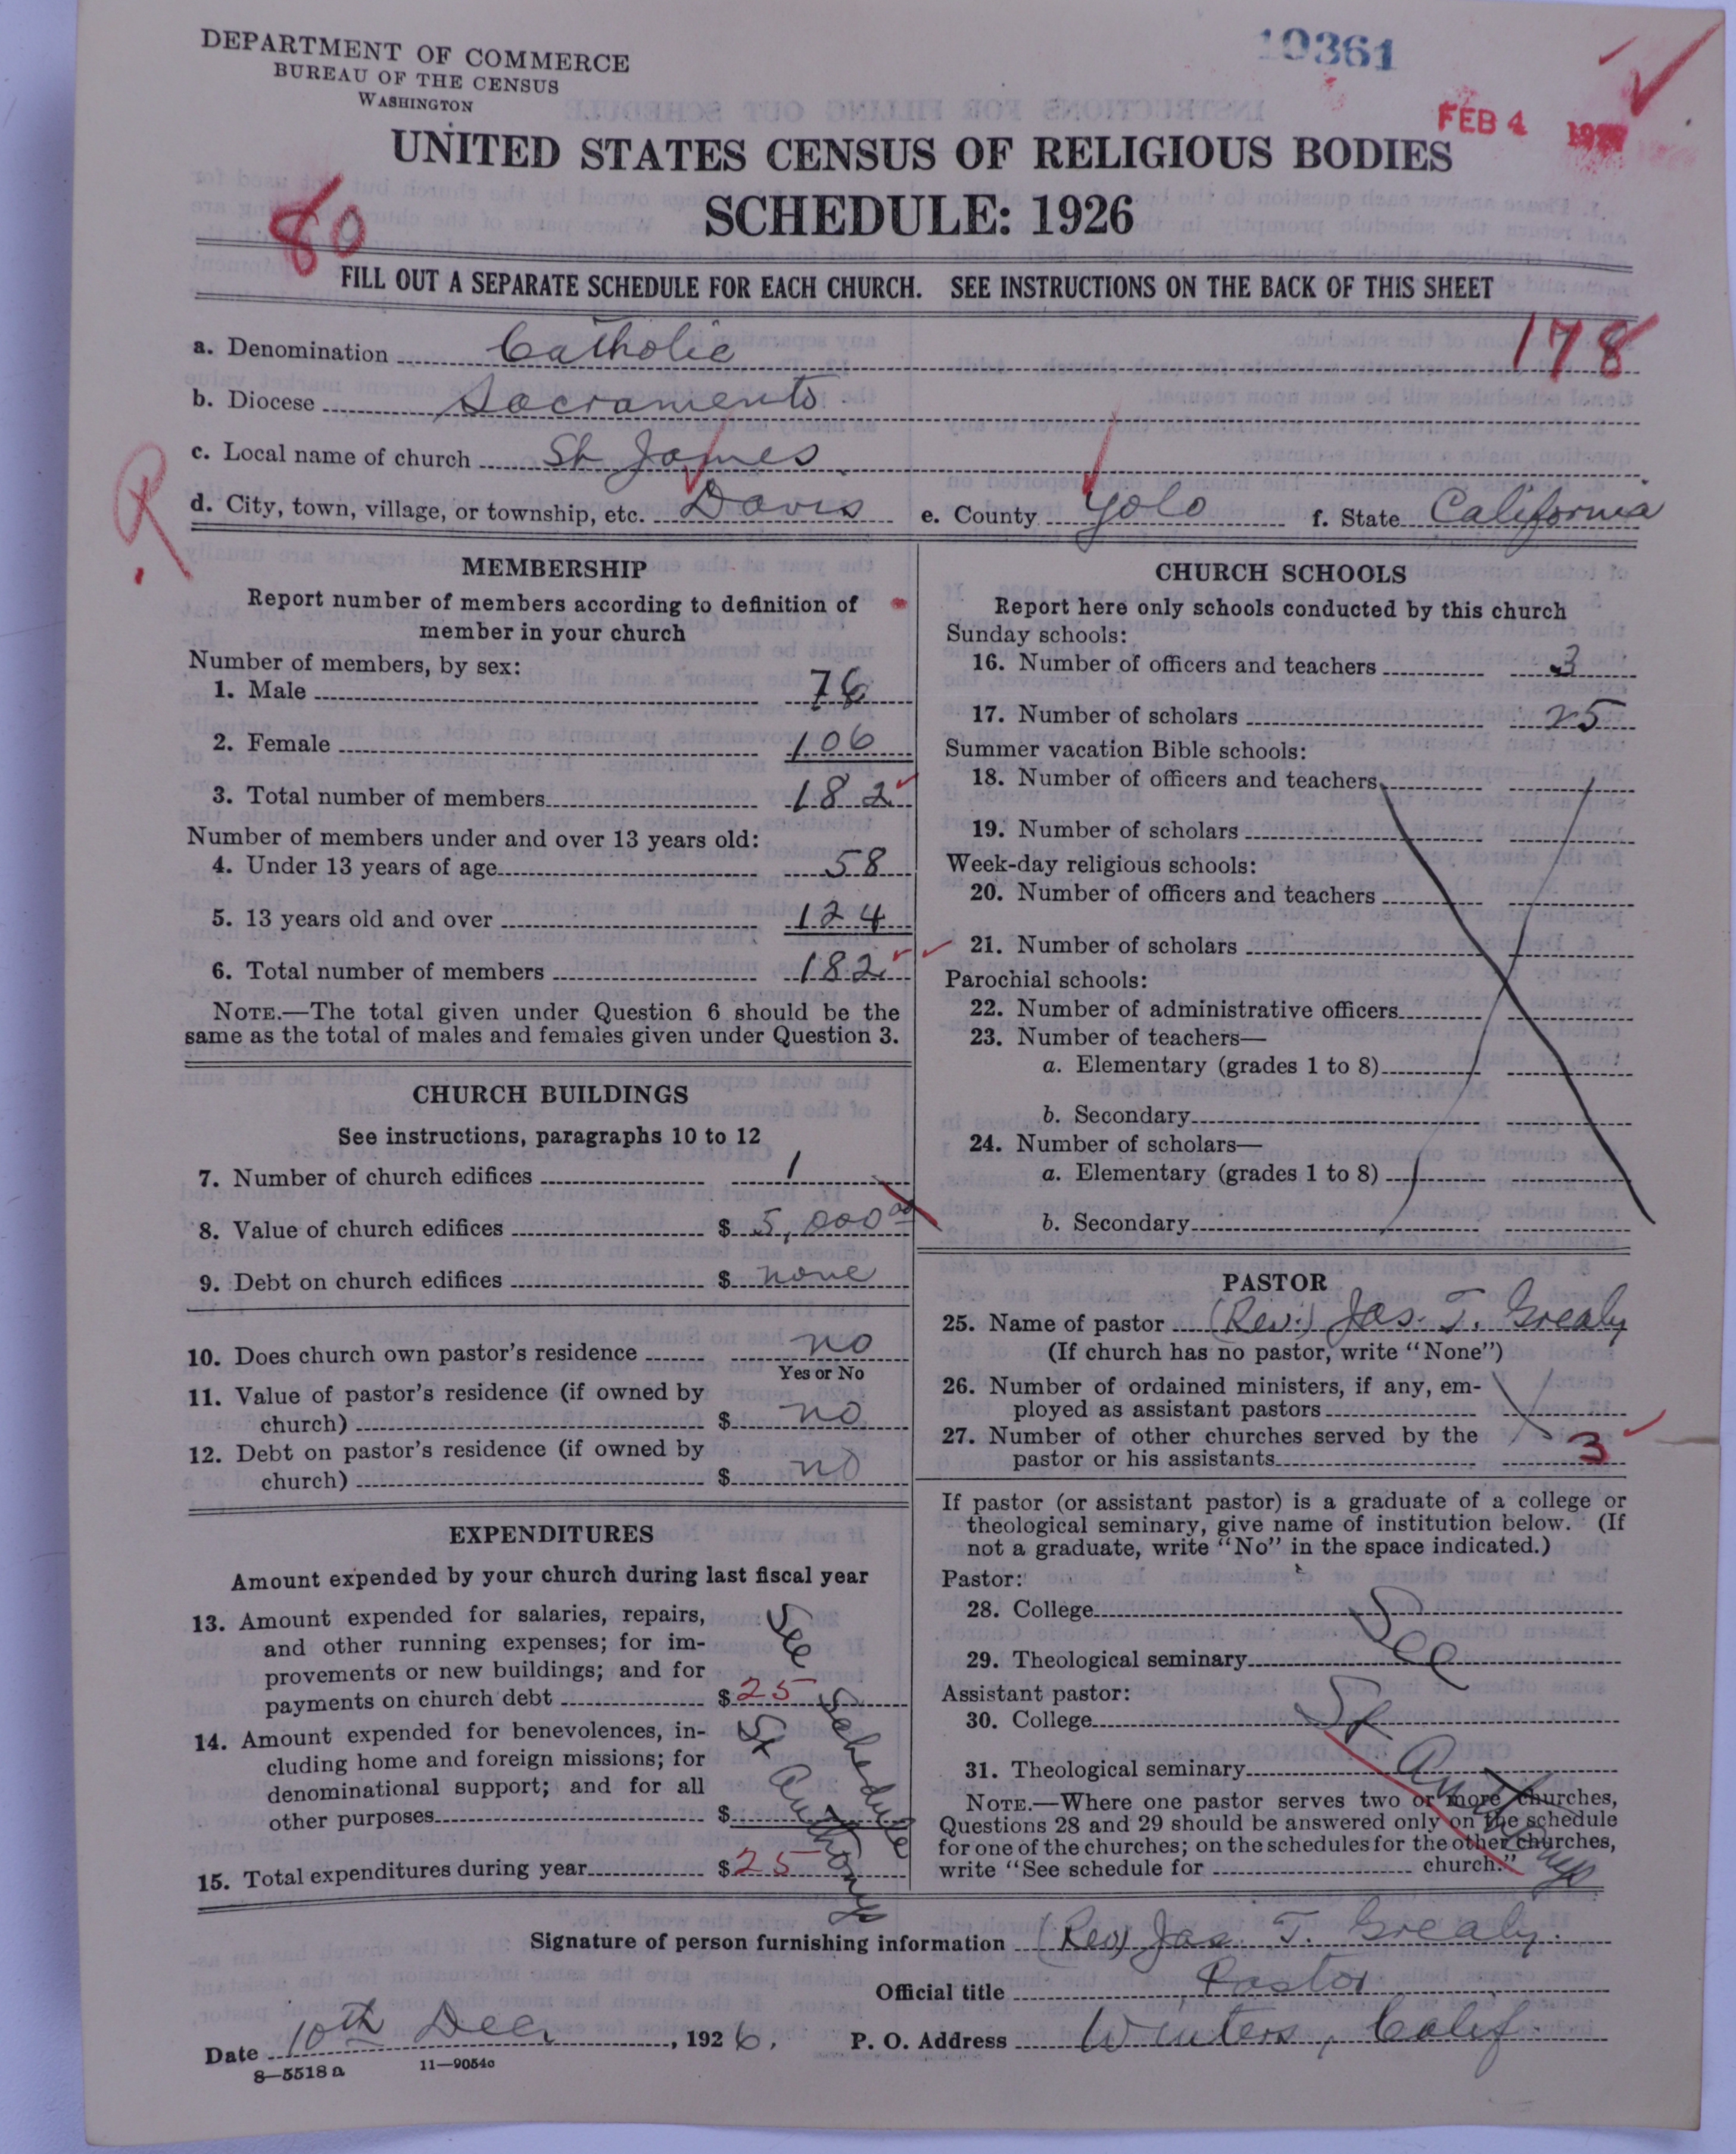 DEPARTMENT OF COMMERCE
BUREAU OF THE CENSUS
WASHINGTON
10361
FEB 4
UNITED STATES CENSUS OF RELIGIOUS BODIES
SCHEDULE: 1926
80
FILL OUT A SEPARATE SCHEDULE FOR EACH CHURCH. SEE INSTRUCTIONS ON THE BACK OF THIS SHEET
178
a. Denomination Catholic
b. Diocese Sacramento
c. Local name of church St James
R
d. City, town, village, or township, etc. Davis e. County Yolo f. State California
MEMBERSHIP
Report number of members according to definition of
member in your church
Number of members, by sex:
1. Male 76
2. Female 106
3. Total number of members 182
Number of members under and over 13 years old:
4. Under 13 years of age 58
5. 13 years old and over 124
6. Total number of members 182
NOTE.—The total given under Question 6 should be the
same as the total of males and females given under Question 3.
CHURCH BUILDINGS
See instructions, paragraphs 10 to 12
7. Number of church edifices 1
8. Value of church edifices $ 5,000 00
9. Debt on church edifices $ none
10. Does church own pastor's residence no
Yes or No
11. Value of pastor's residence (if owned by
church) $ no
12. Debt on pastor's residence (if owned by
church) $ no
EXPENDITURES
Amount expended by your church during last fiscal year
13. Amount expended for salaries, repairs,
and other running expenses; for im-
provements or new buildings; and for
payments on church debt $ 25
14. Amount expended for benevolences, in-
cluding home and foreign missions; for
denominational support; and for all
other purposes $
15. Total expenditures during year $ 25
See Schedule
St Anthonys
CHURCH SCHOOLS
Report here only schools conducted by this church
Sunday schools:
16. Number of officers and teachers 3
17. Number of scholars 25
Summer vacation Bible schools:
18. Number of officers and teachers
19. Number of scholars
Week-day religious schools:
20. Number of officers and teachers
21. Number of scholars
Parochial schools:
22. Number of administrative officers
23. Number of teachers—
a. Elementary (grades 1 to 8)
b. Secondary
24. Number of scholars—
a. Elementary (grades 1 to 8)
b. Secondary
PASTOR
25. Name of pastor (Rev.) Jas. T. Grealy
(If church has no pastor, write "None")
26. Number of ordained ministers, if any, em-
ployed as assistant pastors
27. Number of other churches served by the
pastor or his assistants 3
If pastor (or assistant pastor) is a graduate of a college or
theological seminary, give name of institution below. (If
not a graduate, write "No" in the space indicated.)
Pastor:
28. College
29. Theological seminary
Assistant pastor:
30. College
31. Theological seminary
See
St Anthonys
NOTE.—Where one pastor serves two or more churches,
Questions 28 and 29 should be answered only on the schedule
for one of the churches; on the schedules for the other churches,
write "See schedule for church."
Signature of person furnishing information (Rev) Jas. T. Grealy.
Official title Pastor
Date 10th Dec. , 1926. P. O. Address Winters, Calif.
8—5518 a 11—9054c